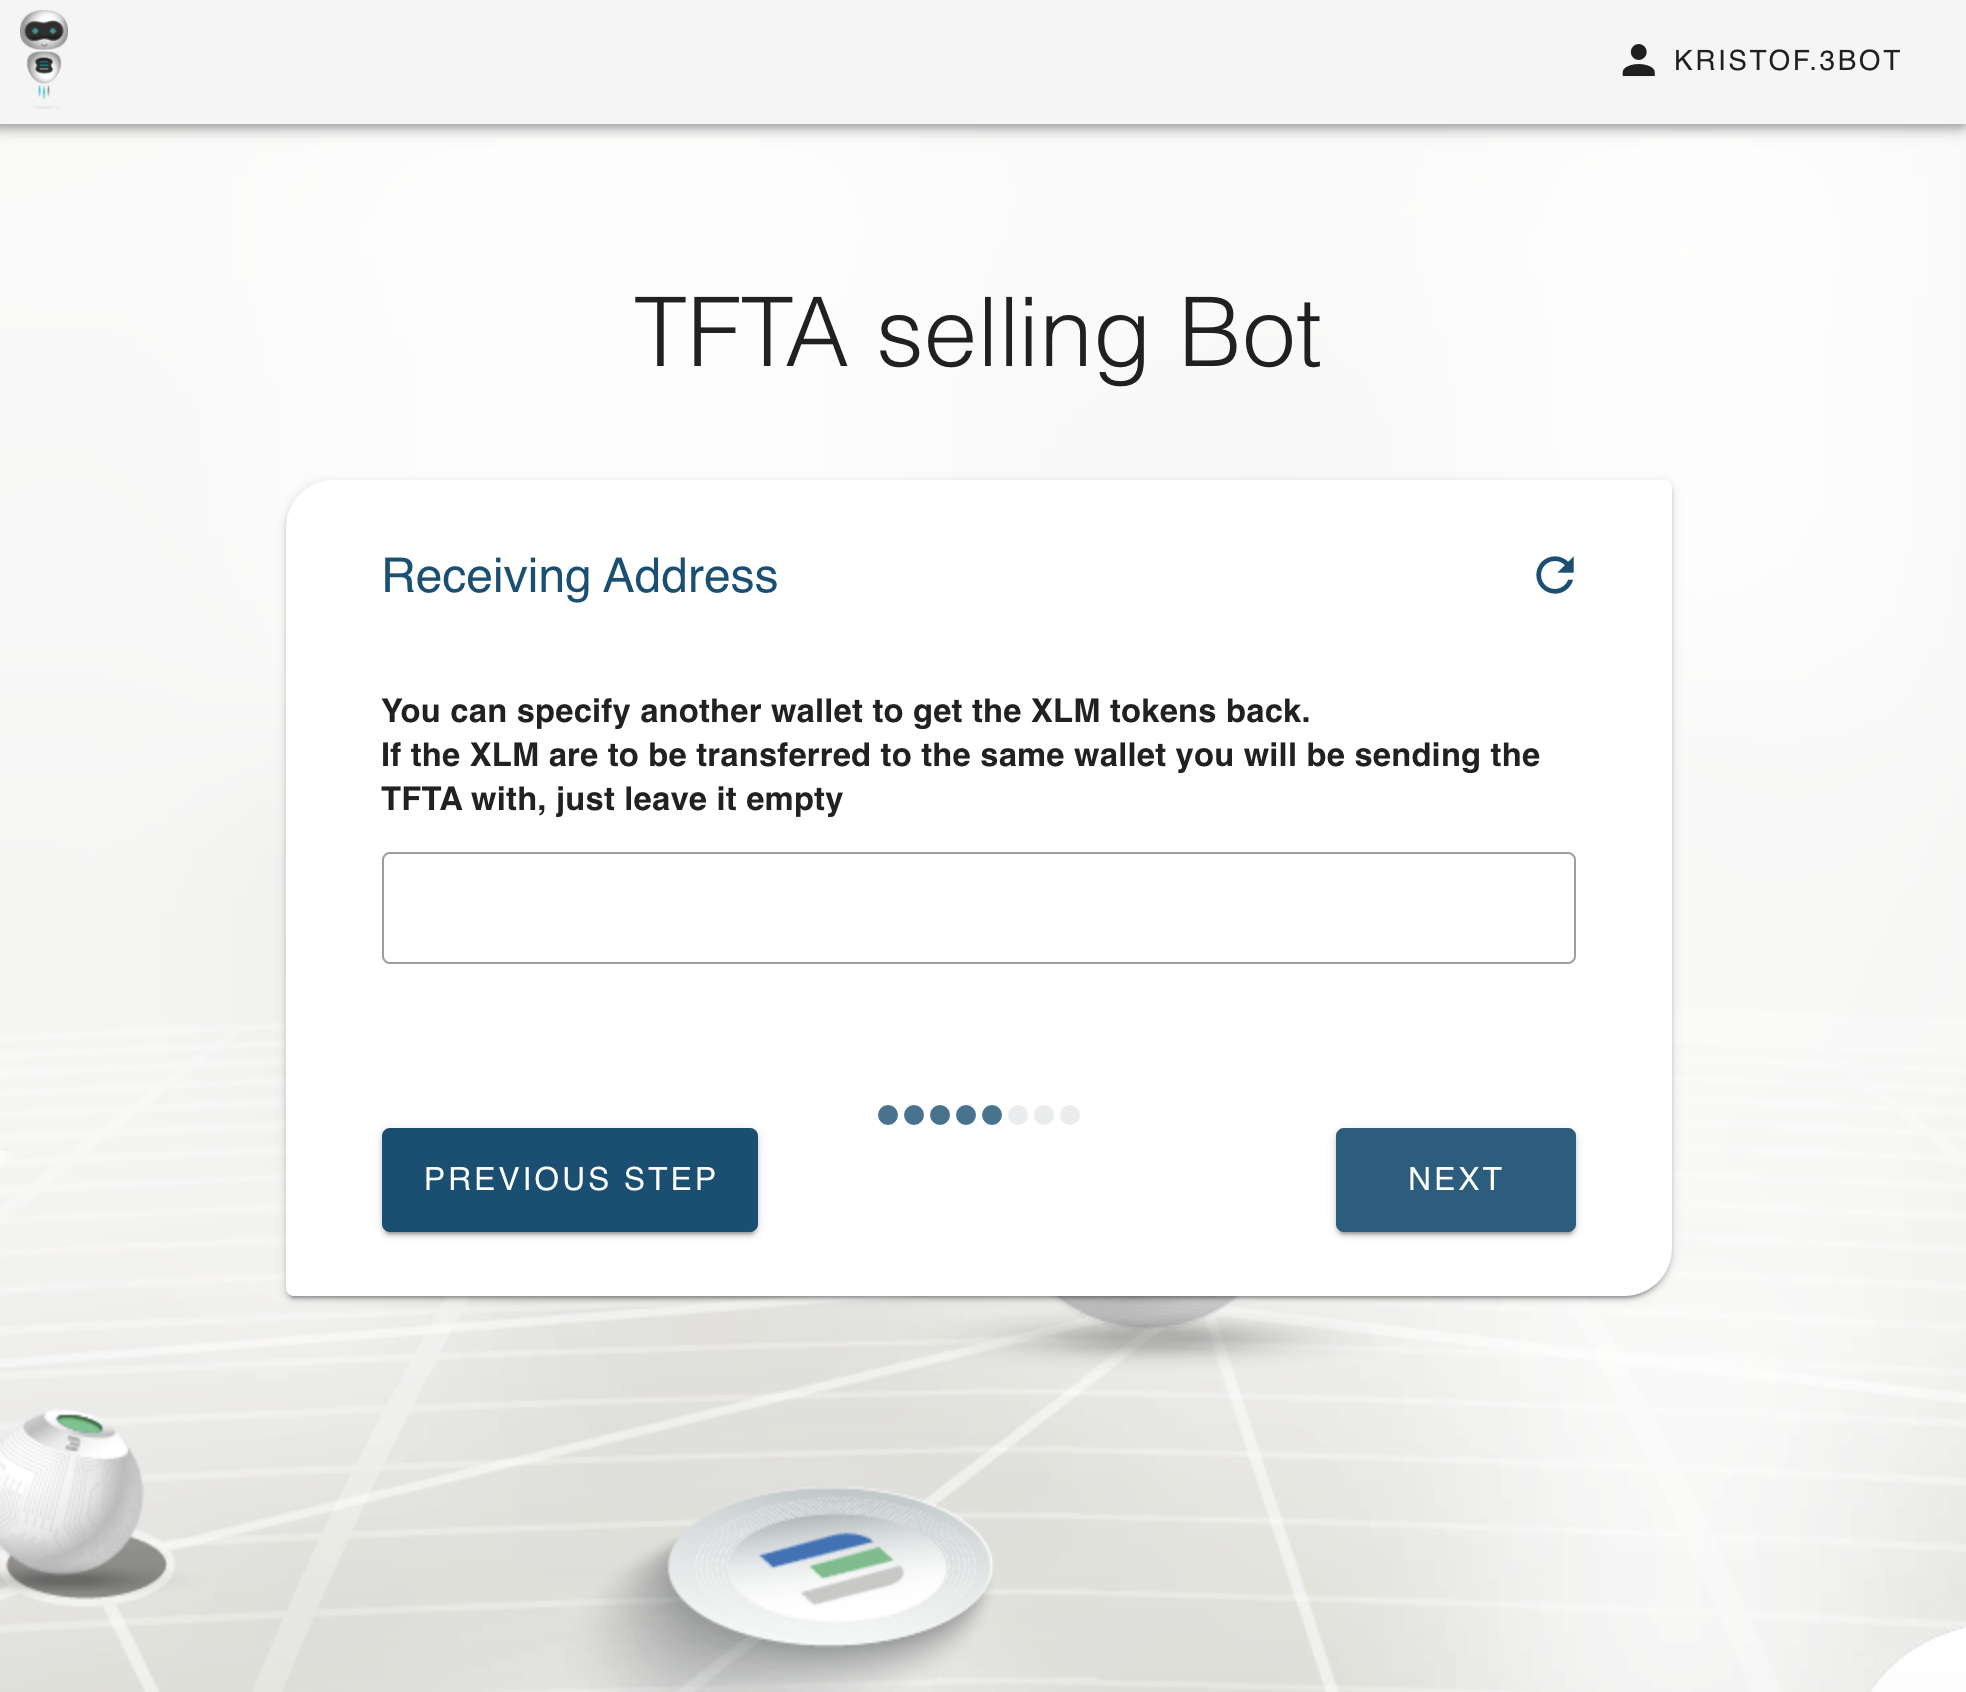 KRISTOF.3BOT
TFTA selling Bot
Receiving Address
You can specify another wallet to get the XLM tokens back.
If the XLM are to be transferred to the same wallet you will be sending the
TFTA with, just leave it empty
PREVIOUS STEP
NEXT